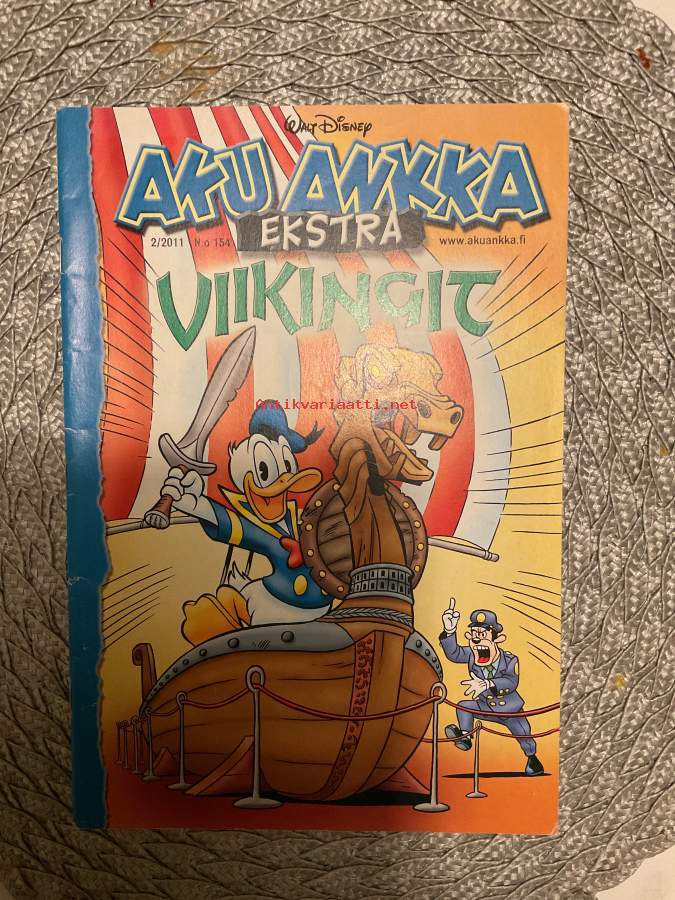 Walt Disney
AKU ANKKA
EKSTRA
2/2011 N:o 154
www.akuankka.fi
VIIKINGIT
Antikvariaatti.net